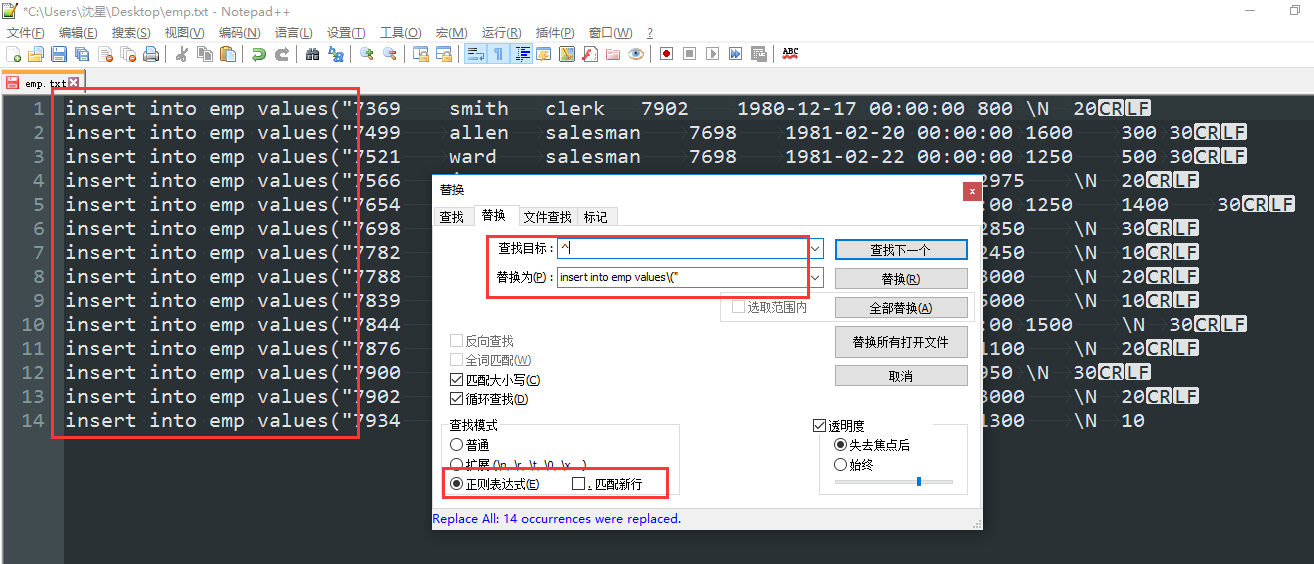 *C:\Users\沈星\Desktop\emp.txt - Notepad++
文件(F) 编辑(E) 搜索(S) 视图(V) 编码(N) 语言(L) 设置(T) 工具(O) 宏(M) 运行(R) 插件(P) 窗口(W) ?
ABC
emp.txt
1 insert into emp values("7369 smith clerk 7902 1980-12-17 00:00:00 800 \N 20CRLF
2 insert into emp values("7499 allen salesman 7698 1981-02-20 00:00:00 1600 300 30CRLF
3 insert into emp values("7521 ward salesman 7698 1981-02-22 00:00:00 1250 500 30CRLF
4 insert into emp values("7566 2975 \N 20CRLF
5 insert into emp values("7654 :00 1250 1400 30CRLF
6 insert into emp values("7698 2850 \N 30CRLF
7 insert into emp values("7782 2450 \N 10CRLF
8 insert into emp values("7788 3000 \N 20CRLF
9 insert into emp values("7839 5000 \N 10CRLF
10 insert into emp values("7844 :00 1500 \N 30CRLF
11 insert into emp values("7876 1100 \N 20CRLF
12 insert into emp values("7900 950 \N 30CRLF
13 insert into emp values("7902 3000 \N 20CRLF
14 insert into emp values("7934 1300 \N 10
替换
x
查找 替换 文件查找 标记
查找目标 : ^ 查找下一个
替换为(P) : insert into emp values\(" 替换(R)
选取范围内 全部替换(A)
替换所有打开文件
取消
反向查找
全词匹配(W)
匹配大小写(C)
循环查找(D)
查找模式
普通
扩展 (\n, \r, \t, \0, \x...)
正则表达式(E) . 匹配新行
透明度
失去焦点后
始终
Replace All: 14 occurrences were replaced.